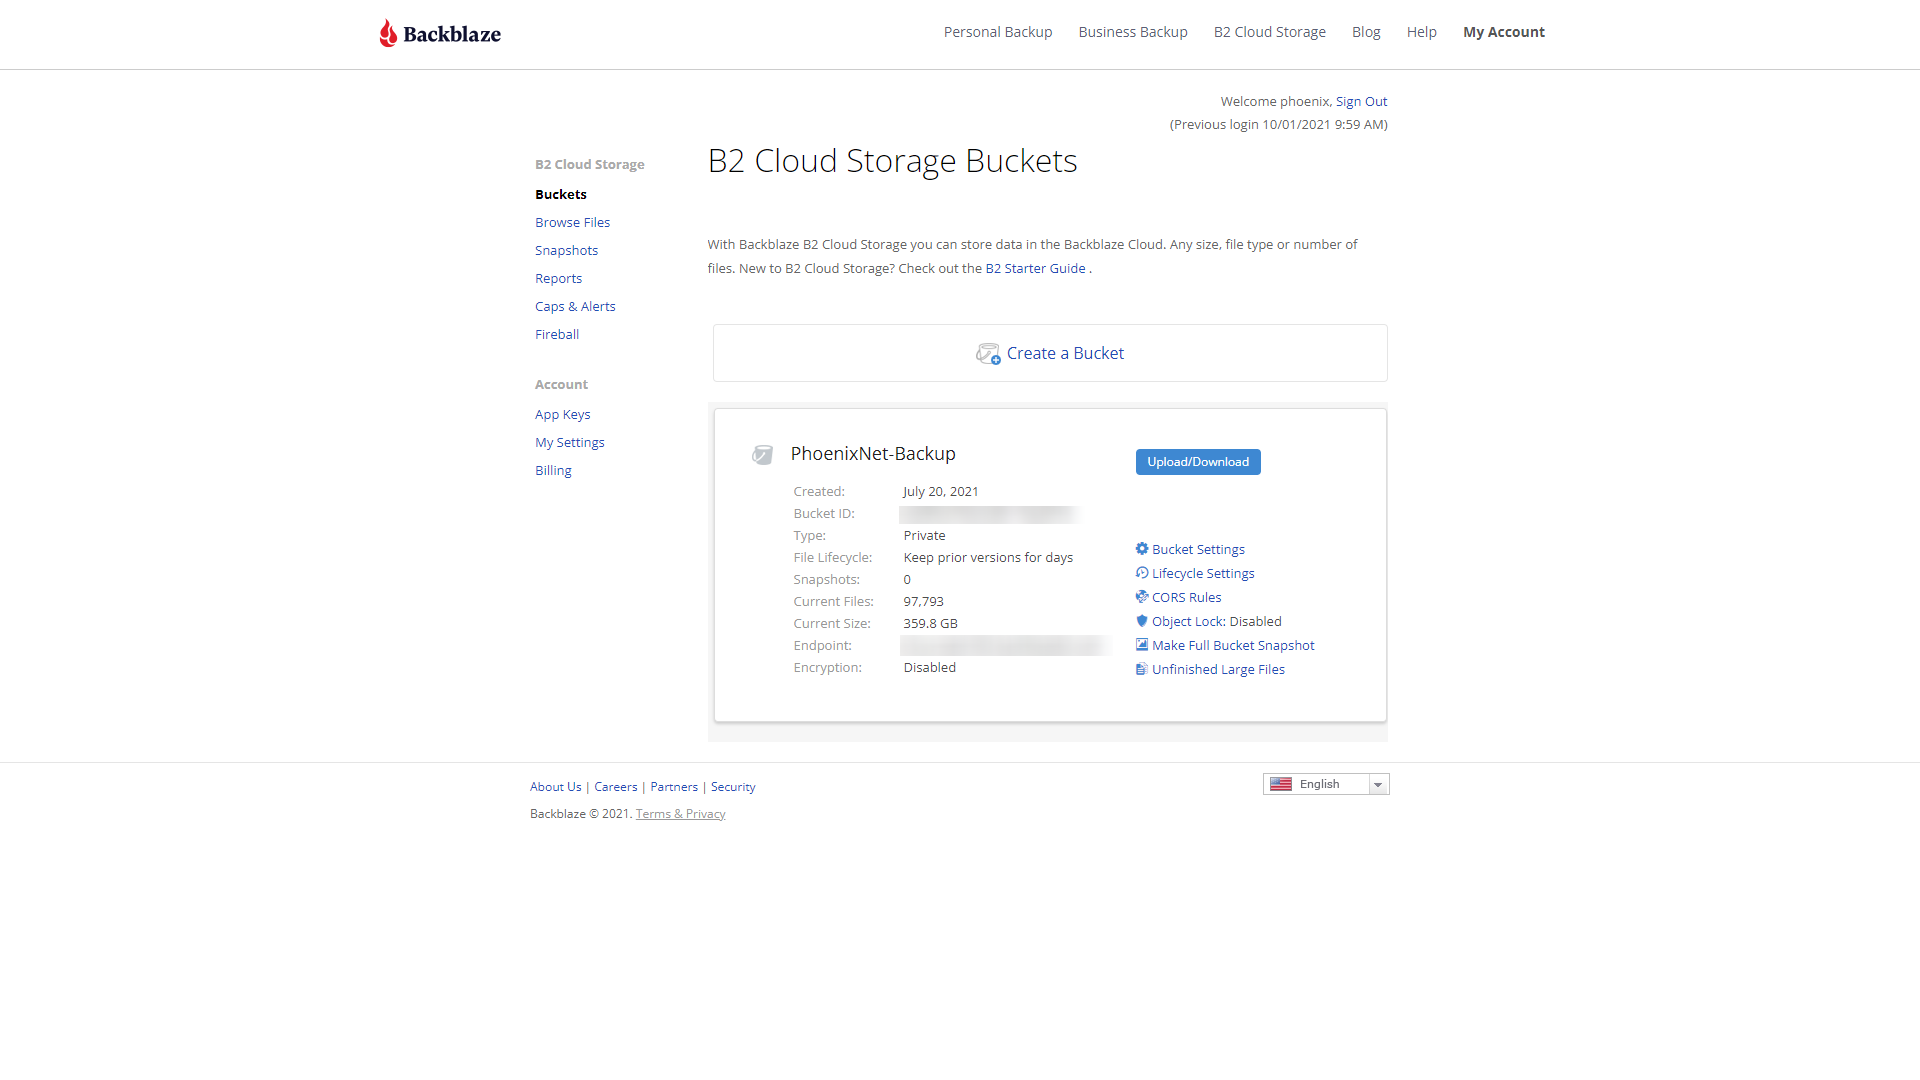 Backblaze
Personal Backup
Business Backup
B2 Cloud Storage
Blog
Help
My Account
Welcome phoenix, Sign Out
(Previous login 10/01/2021 9:59 AM)
B2 Cloud Storage
Buckets
Browse Files
Snapshots
Reports
Caps & Alerts
Fireball
Account
App Keys
My Settings
Billing
B2 Cloud Storage Buckets
With Backblaze B2 Cloud Storage you can store data in the Backblaze Cloud. Any size, file type or number of
files. New to B2 Cloud Storage? Check out the B2 Starter Guide .
Create a Bucket
PhoenixNet-Backup
Created: July 20, 2021
Bucket ID:
Type: Private
File Lifecycle: Keep prior versions for days
Snapshots: 0
Current Files: 97,793
Current Size: 359.8 GB
Endpoint:
Encryption: Disabled
Upload/Download
Bucket Settings
Lifecycle Settings
CORS Rules
Object Lock: Disabled
Make Full Bucket Snapshot
Unfinished Large Files
About Us | Careers | Partners | Security
Backblaze © 2021. Terms & Privacy
English